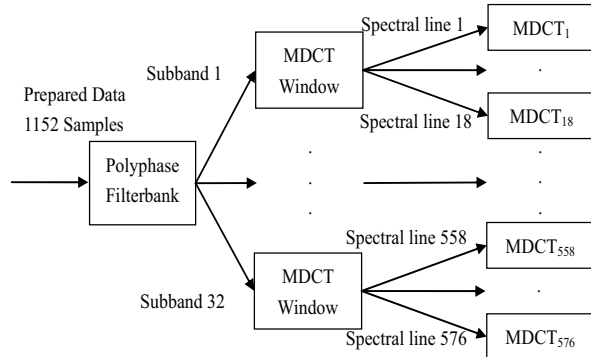 Spectral line 1
MDCT₁
MDCT
Window
Subband 1
Spectral line 18
MDCT₁₈
Prepared Data
1152 Samples
Polyphase
Filterbank
Spectral line 558
MDCT₅₅₈
MDCT
Window
Subband 32
Spectral line 576
MDCT₅₇₆